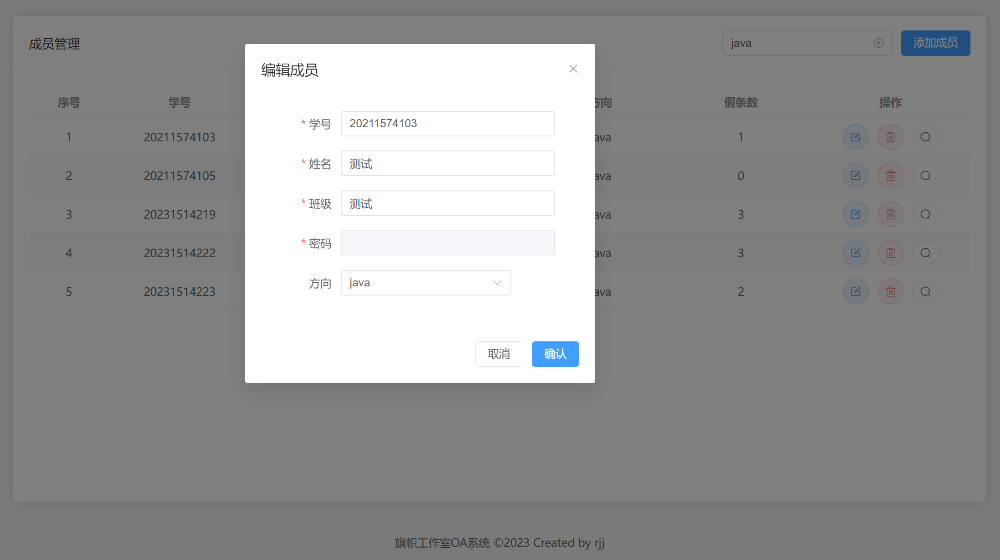 成员管理
java
添加成员
编辑成员
序号 学号 方向 假条数 操作
* 学号 20211574103
1 20211574103 ava 1
* 姓名 测试
2 20211574105 ava 0
* 班级 测试
3 20231514219 ava 3
* 密码
4 20231514222 ava 3
方向 java
5 20231514223 ava 2
取消 确认
旗帜工作室OA系统 ©2023 Created by rjj